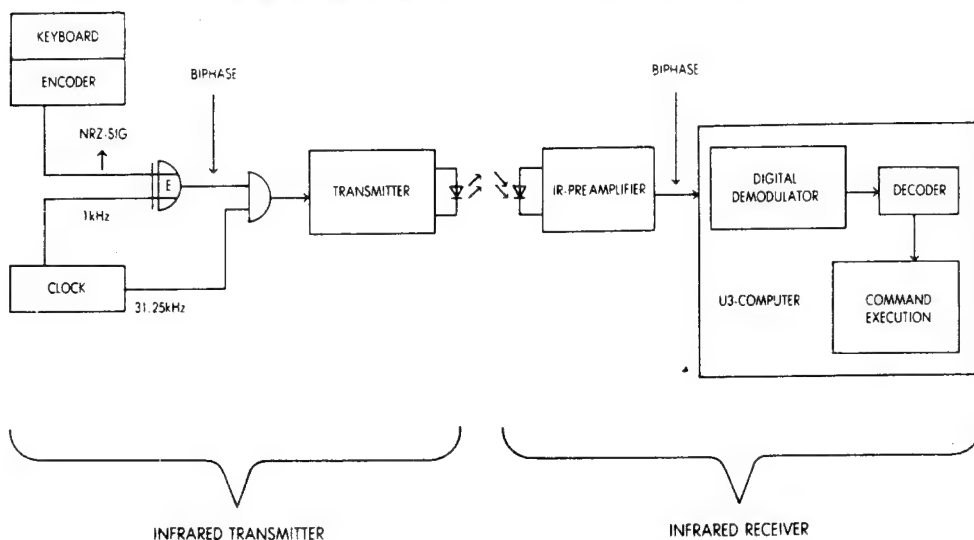 KEYBOARD
ENCODER
NRZ-SIG
BIPHASE
E
1kHz
CLOCK
31.25kHz
TRANSMITTER
IR-PREAMPLIFIER
BIPHASE
DIGITAL
DEMODULATOR
DECODER
U3-COMPUTER
COMMAND
EXECUTION
INFRARED TRANSMITTER
INFRARED RECEIVER